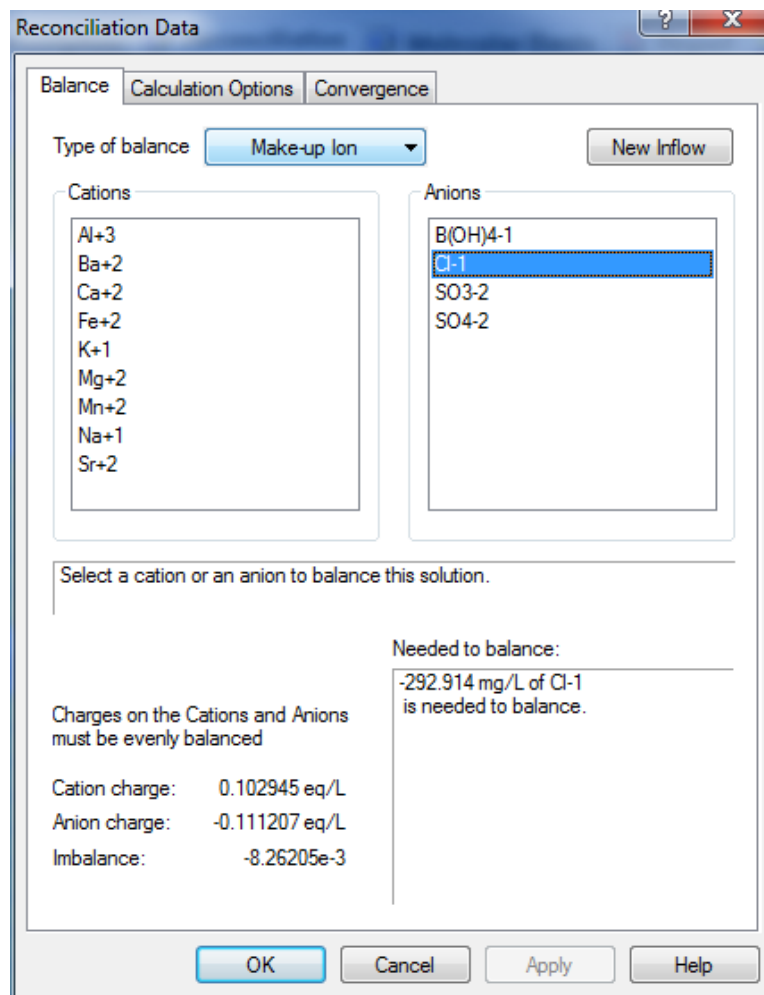 Reconciliation Data
? X
Balance Calculation Options Convergence
Type of balance Make-up Ion New Inflow
Cations
Al+3
Ba+2
Ca+2
Fe+2
K+1
Mg+2
Mn+2
Na+1
Sr+2
Anions
B(OH)4-1
Cl-1
SO3-2
SO4-2
Select a cation or an anion to balance this solution.
Needed to balance:
-292.914 mg/L of Cl-1
is needed to balance.
Charges on the Cations and Anions
must be evenly balanced
Cation charge: 0.102945 eq/L
Anion charge: -0.111207 eq/L
Imbalance: -8.26205e-3
OK Cancel Apply Help